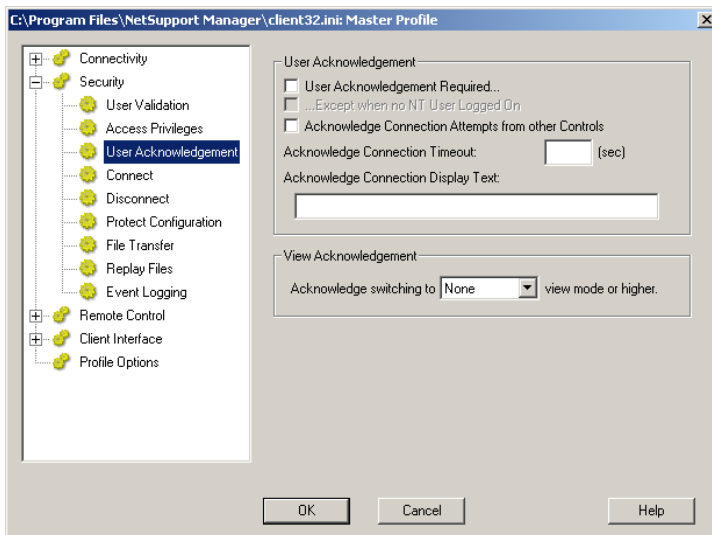 C:\Program Files\NetSupport Manager\client32.ini: Master Profile
Connectivity
Security
User Validation
Access Privileges
User Acknowledgement
Connect
Disconnect
Protect Configuration
File Transfer
Replay Files
Event Logging
Remote Control
Client Interface
Profile Options
User Acknowledgement
User Acknowledgement Required...
...Except when no NT User Logged On
Acknowledge Connection Attempts from other Controls
Acknowledge Connection Timeout: (sec)
Acknowledge Connection Display Text:
View Acknowledgement
Acknowledge switching to None view mode or higher.
OK Cancel Help